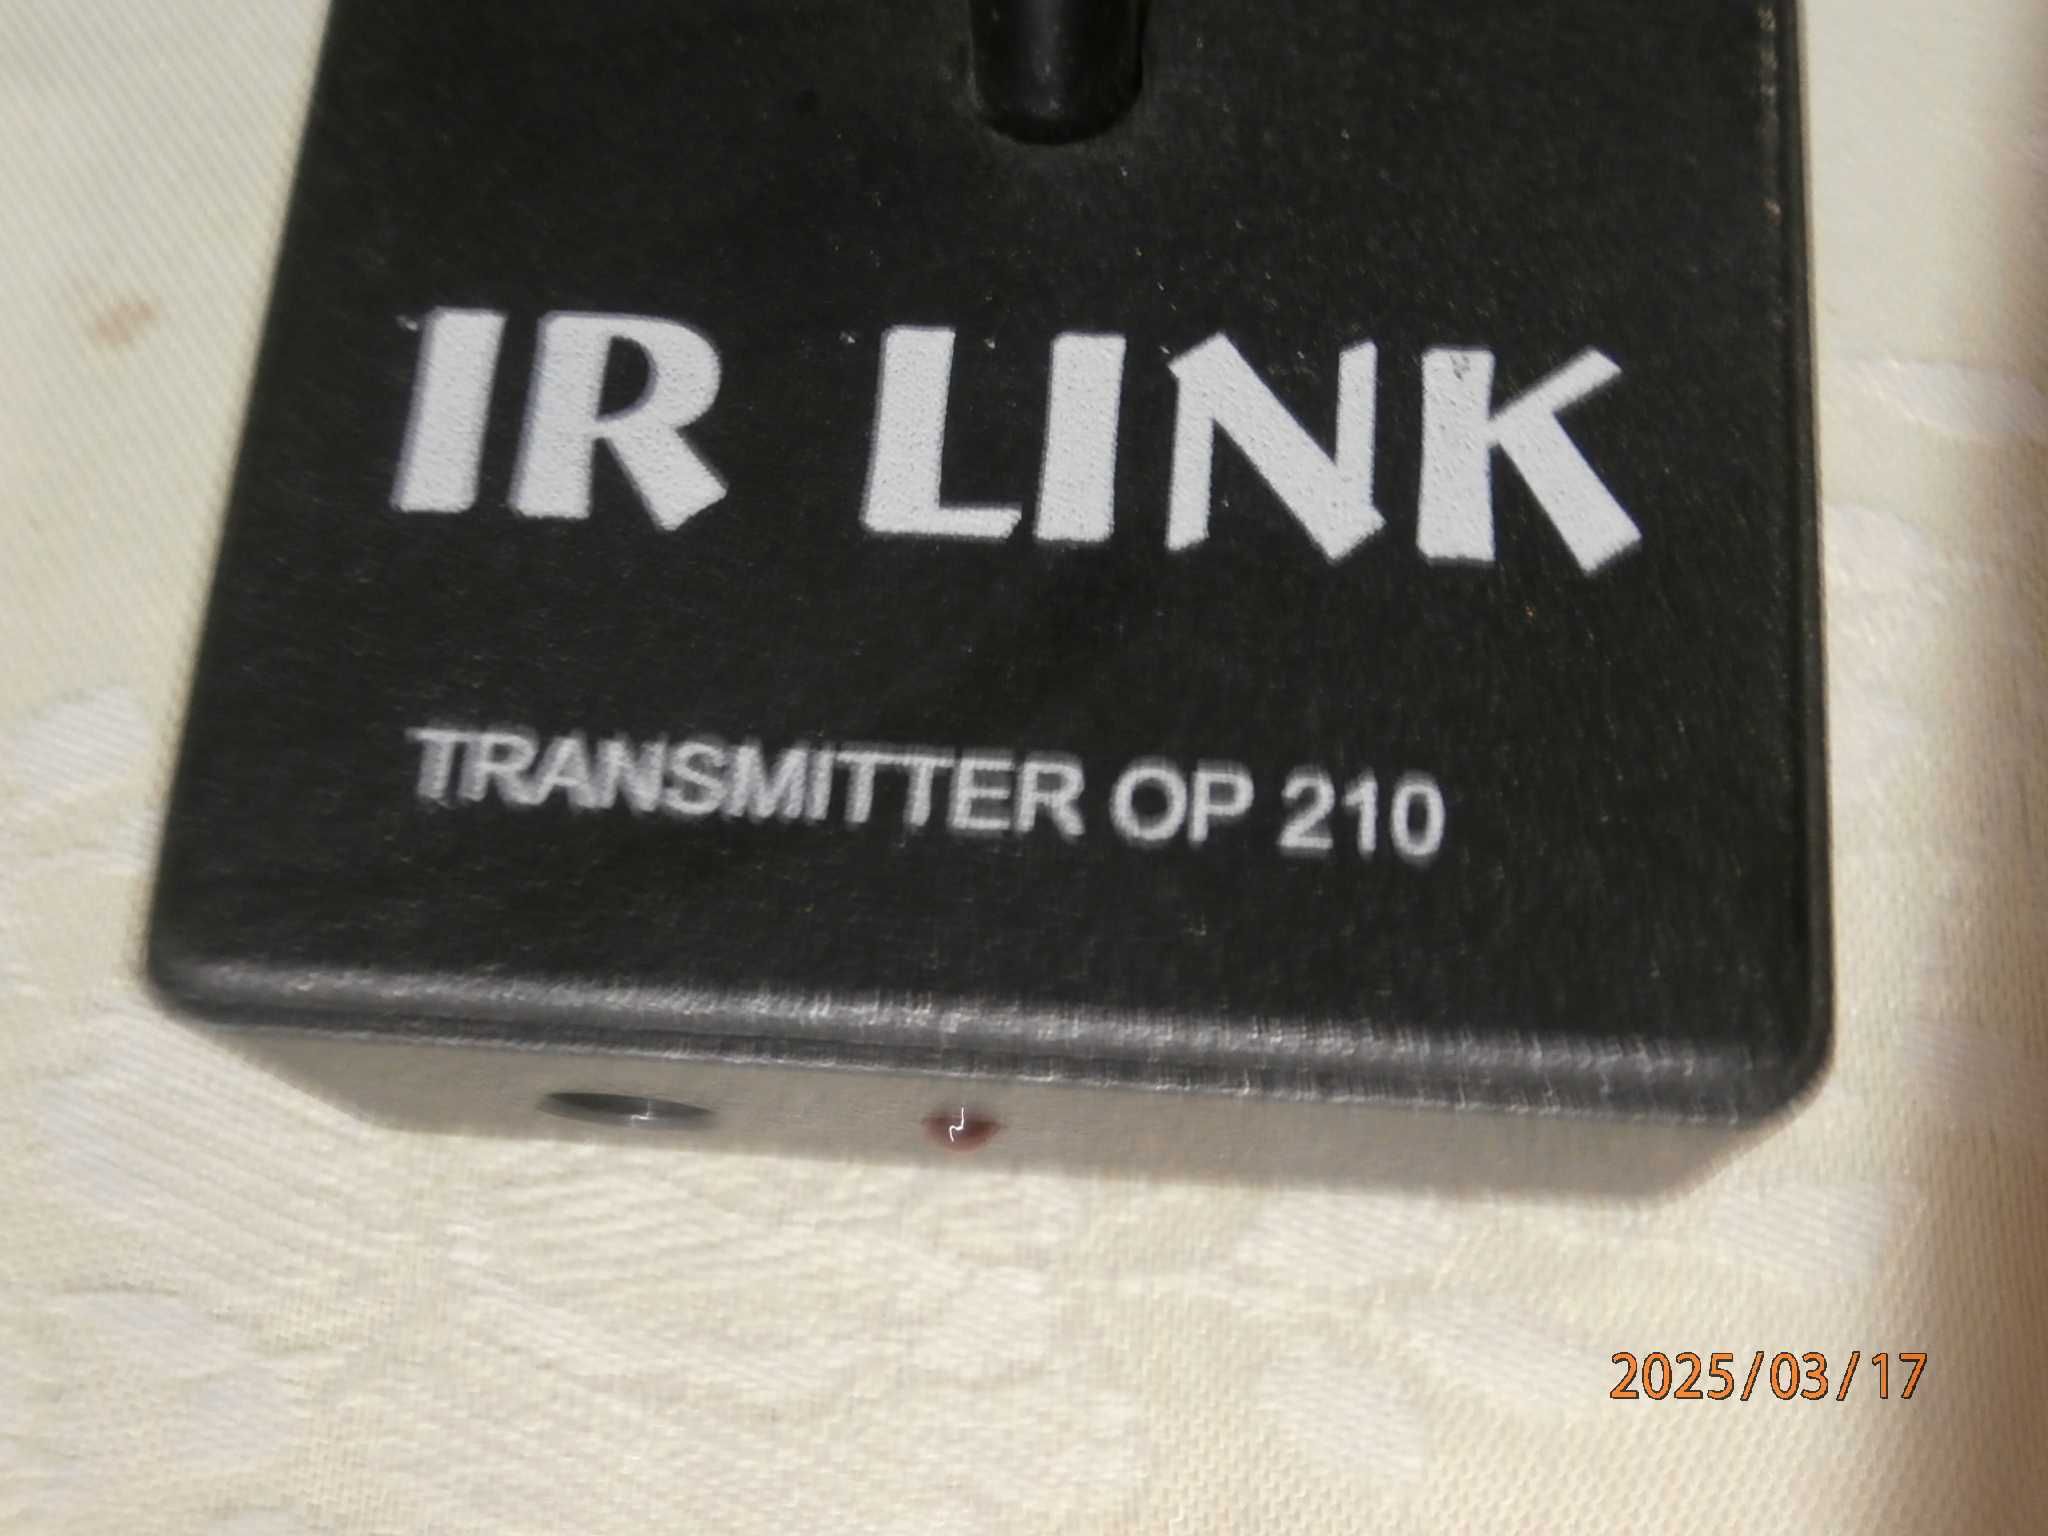 IR LINK
TRANSMITTER OP 210
2025/03/17